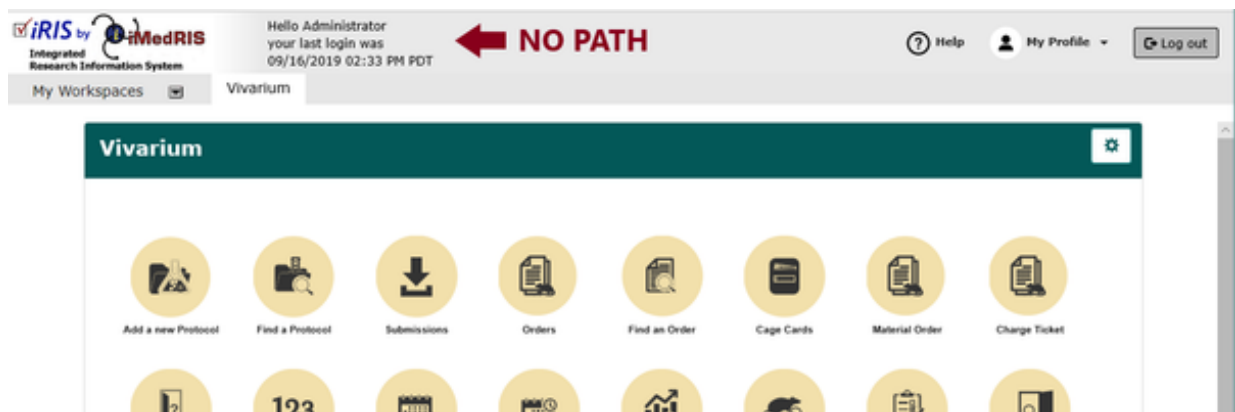 iRIS by iMedRIS
Integrated
Research Information System
Hello Administrator
your last login was
09/16/2019 02:33 PM PDT
NO PATH
? Help
My Profile
Log out
My Workspaces
Vivarium
Vivarium
Add a new Protocol
Find a Protocol
Submissions
Orders
Find an Order
Cage Cards
Material Order
Charge Ticket
?
123